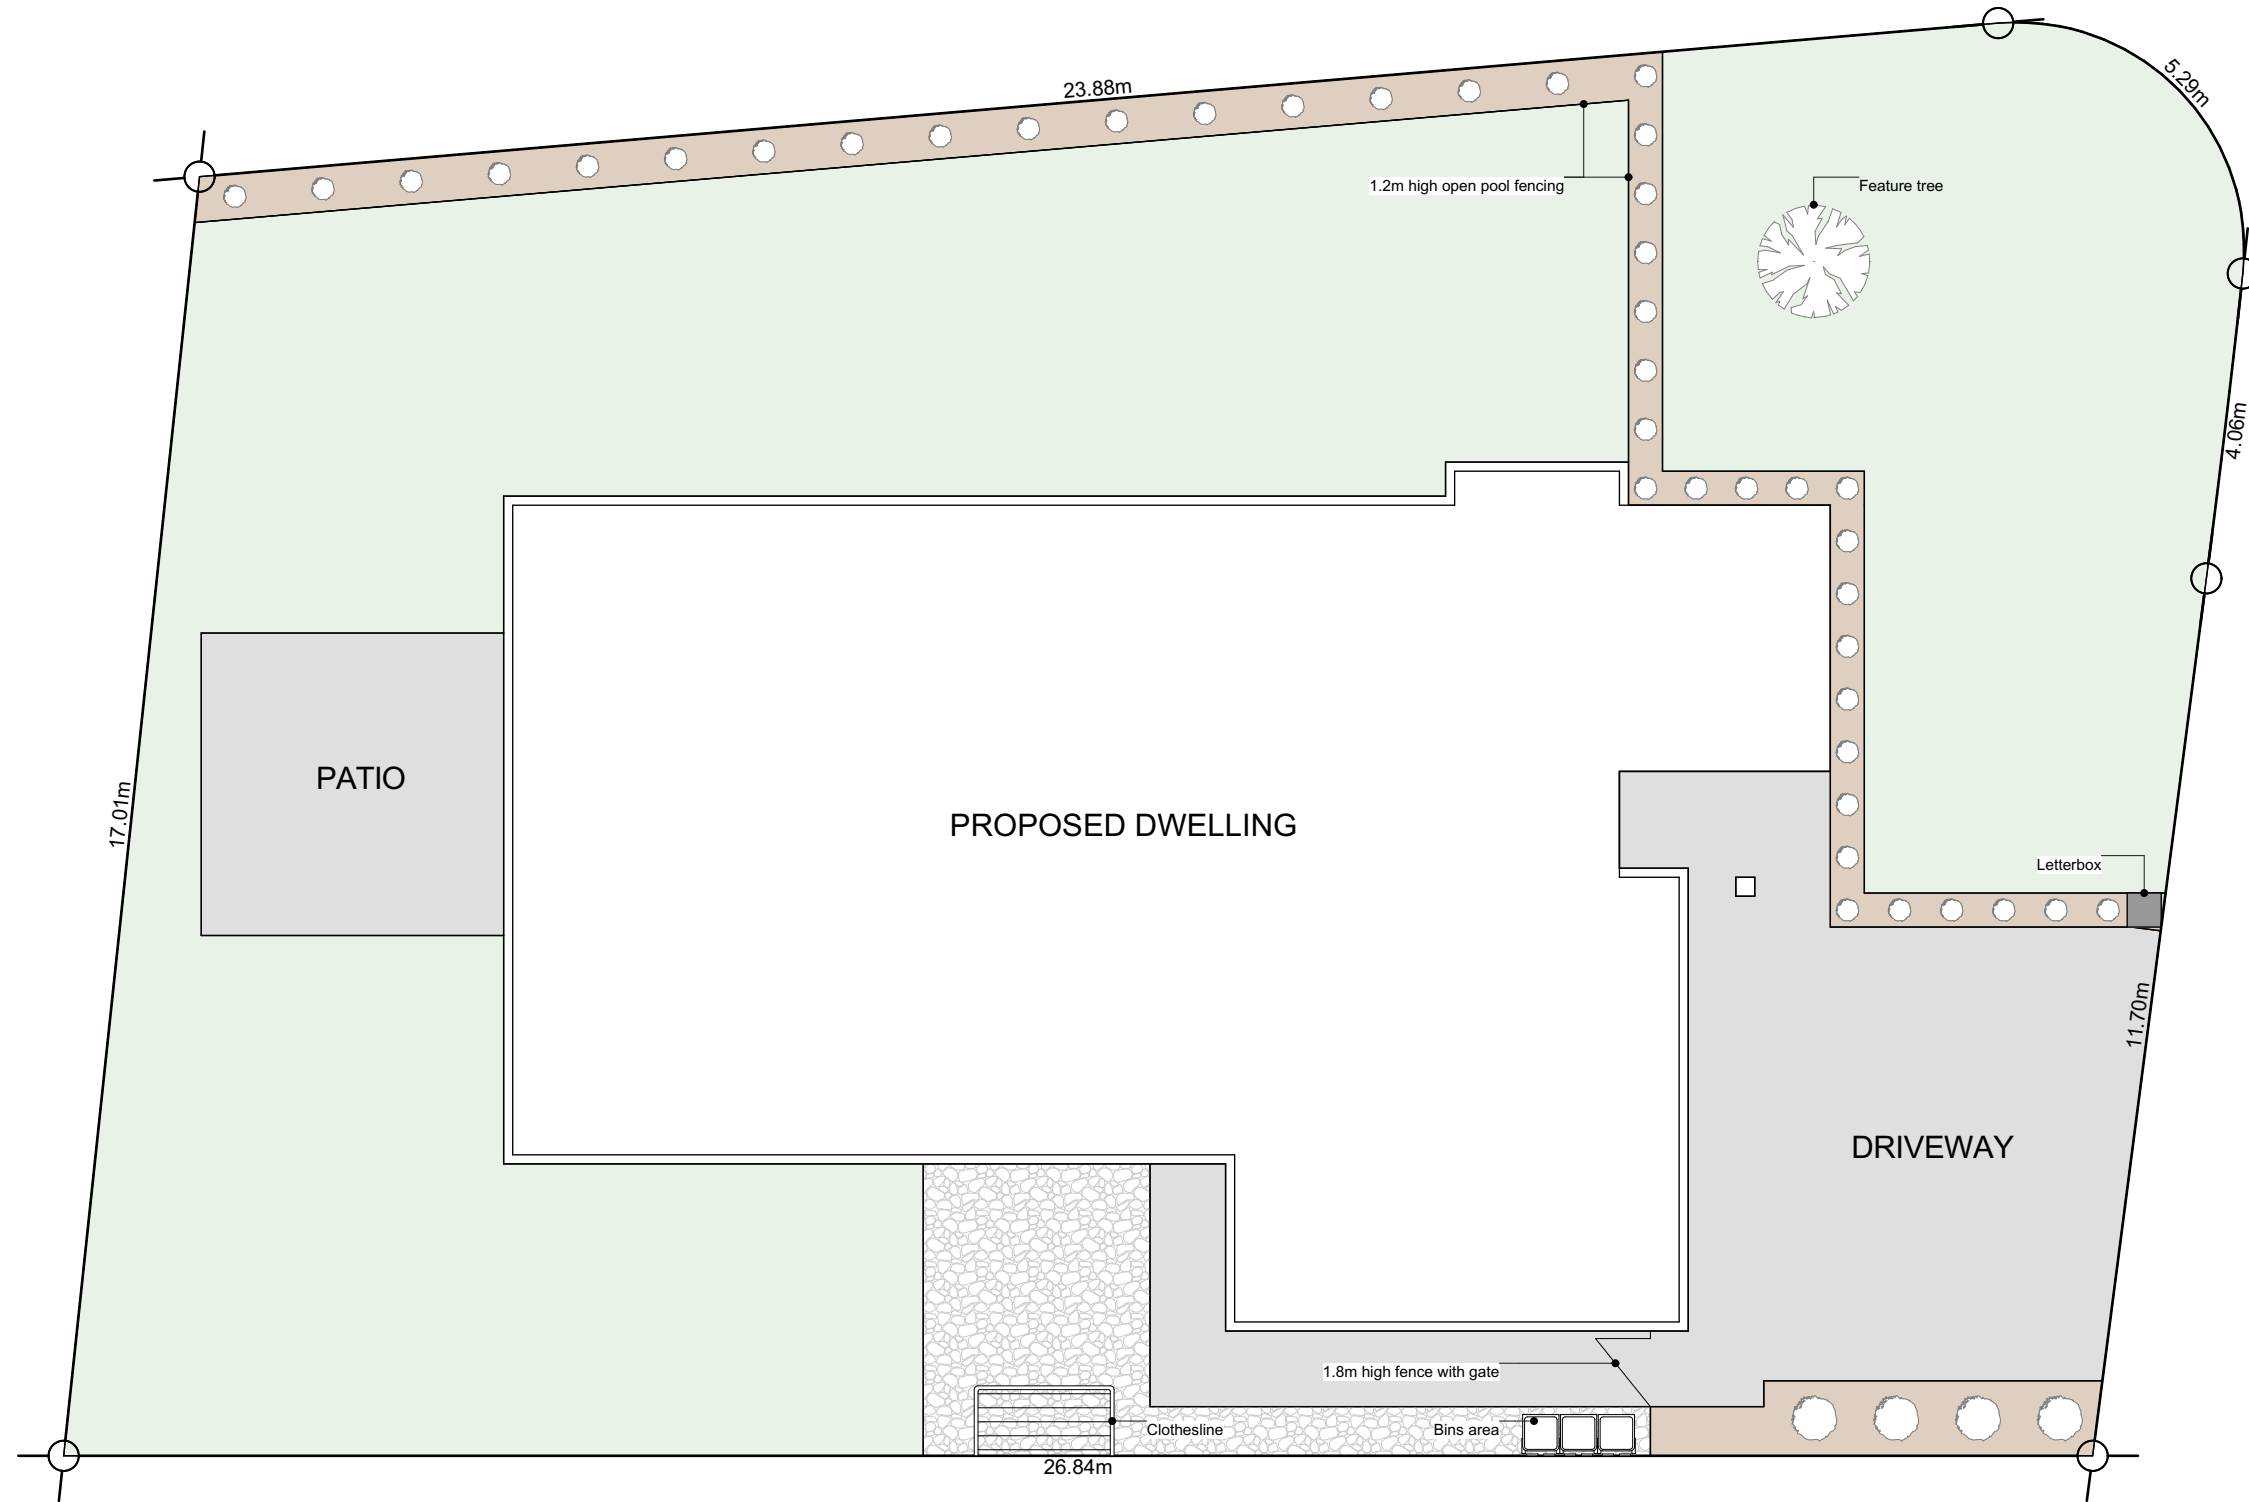 5.29m
23.88m
1.2m high open pool fencing
Feature tree
4.06m
PATIO
17.01m
PROPOSED DWELLING
Letterbox
11.70m
DRIVEWAY
1.8m high fence with gate
Clothesline
Bins area
26.84m